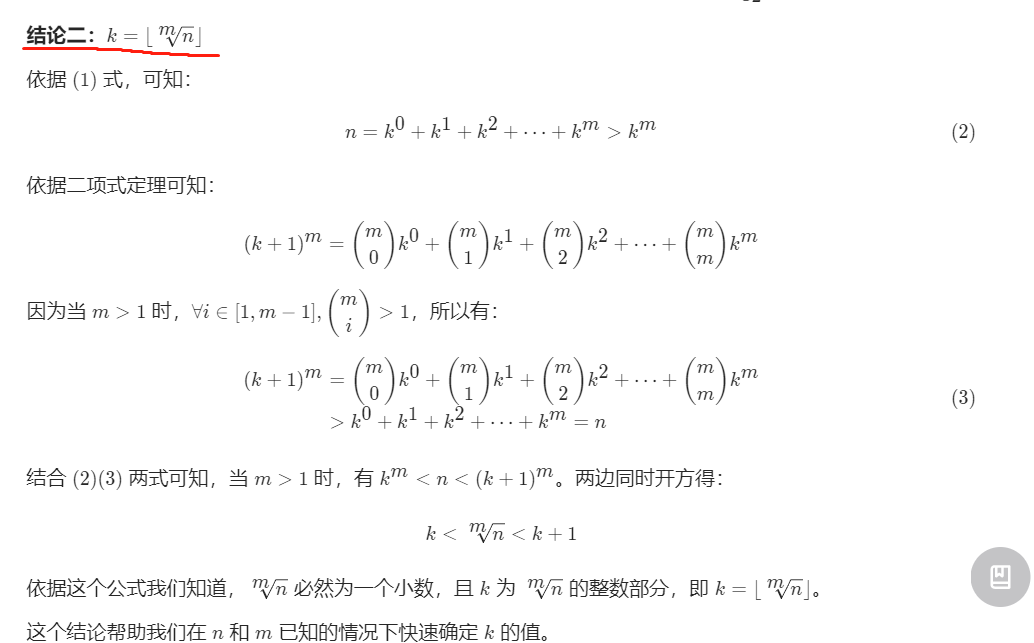 结论二：k = ⌊ᵐ√n⌋
依据 (1) 式，可知：
n = k⁰ + k¹ + k² + ⋯ + kᵐ > kᵐ (2)
依据二项式定理可知：
(k + 1)ᵐ = (m 0)k⁰ + (m 1)k¹ + (m 2)k² + ⋯ + (m m)kᵐ
因为当 m > 1 时，∀i ∈ [1, m − 1], (m i) > 1，所以有：
(k + 1)ᵐ = (m 0)k⁰ + (m 1)k¹ + (m 2)k² + ⋯ + (m m)kᵐ
> k⁰ + k¹ + k² + ⋯ + kᵐ = n (3)
结合 (2)(3) 两式可知，当 m > 1 时，有 kᵐ < n < (k + 1)ᵐ。两边同时开方得：
k < ᵐ√n < k + 1
依据这个公式我们知道，ᵐ√n 必然为一个小数，且 k 为 ᵐ√n 的整数部分，即 k = ⌊ᵐ√n⌋。
这个结论帮助我们在 n 和 m 已知的情况下快速确定 k 的值。